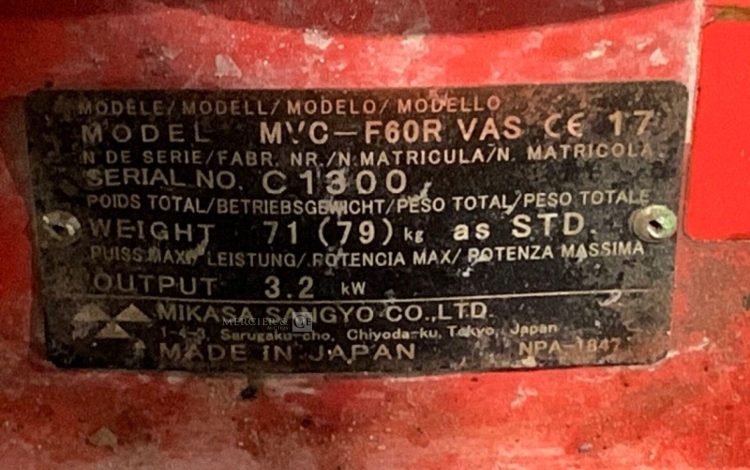 MODÈLE/MODELL/MODELO/MODELLO
MODEL MVC-F60R VAS CE 17
N DE SERIE/FABR. NR./N.MATRICULA/N. MATRICOLA
SERIAL NO. C1300
POIDS TOTAL/BETRIEBSGEWICHT/PESO TOTAL/PESO TOTALE
WEIGHT 71 (79) kg as STD.
PUISS.MAX/ LEISTUNG/.POTENCIA MAX/ POTENZA MASSIMA
OUTPUT 3.2 kW
MIKASA SANGYO CO.,LTD.
MERCIER &
1-4-3, Sarugaku-cho, Chiyoda-ku, Tokyo, Japan
MADE IN JAPAN NPA-1847